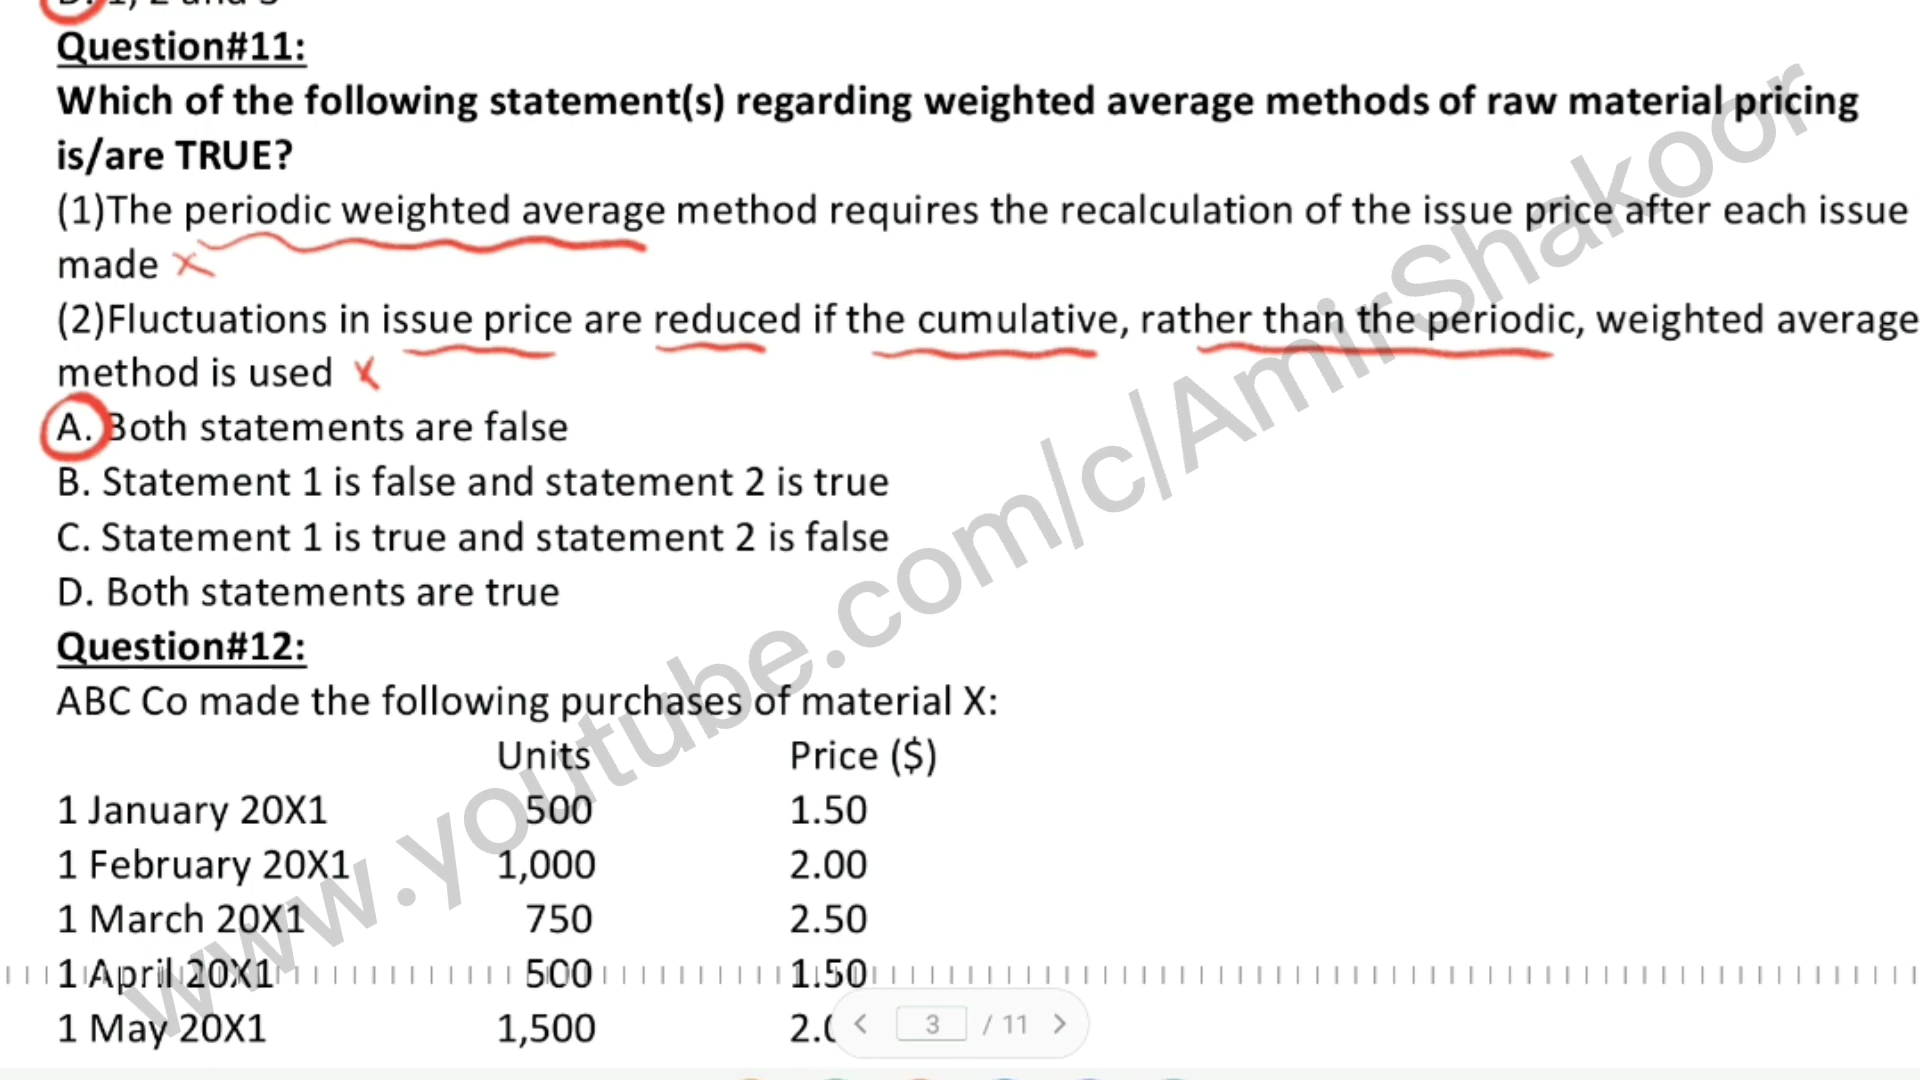 D. 1, 2 and 3
Question#11:
Which of the following statement(s) regarding weighted average methods of raw material pricing
is/are TRUE?
(1)The periodic weighted average method requires the recalculation of the issue price after each issue
made
(2)Fluctuations in issue price are reduced if the cumulative, rather than the periodic, weighted average
method is used
A. Both statements are false
B. Statement 1 is false and statement 2 is true
C. Statement 1 is true and statement 2 is false
D. Both statements are true
Question#12:
ABC Co made the following purchases of material X:
Units Price ($)
1 January 20X1 500 1.50
1 February 20X1 1,000 2.00
1 March 20X1 750 2.50
1 April 20X1 500 1.50
1 May 20X1 1,500
3 / 11
www.youtube.com/c/AmirShakoor